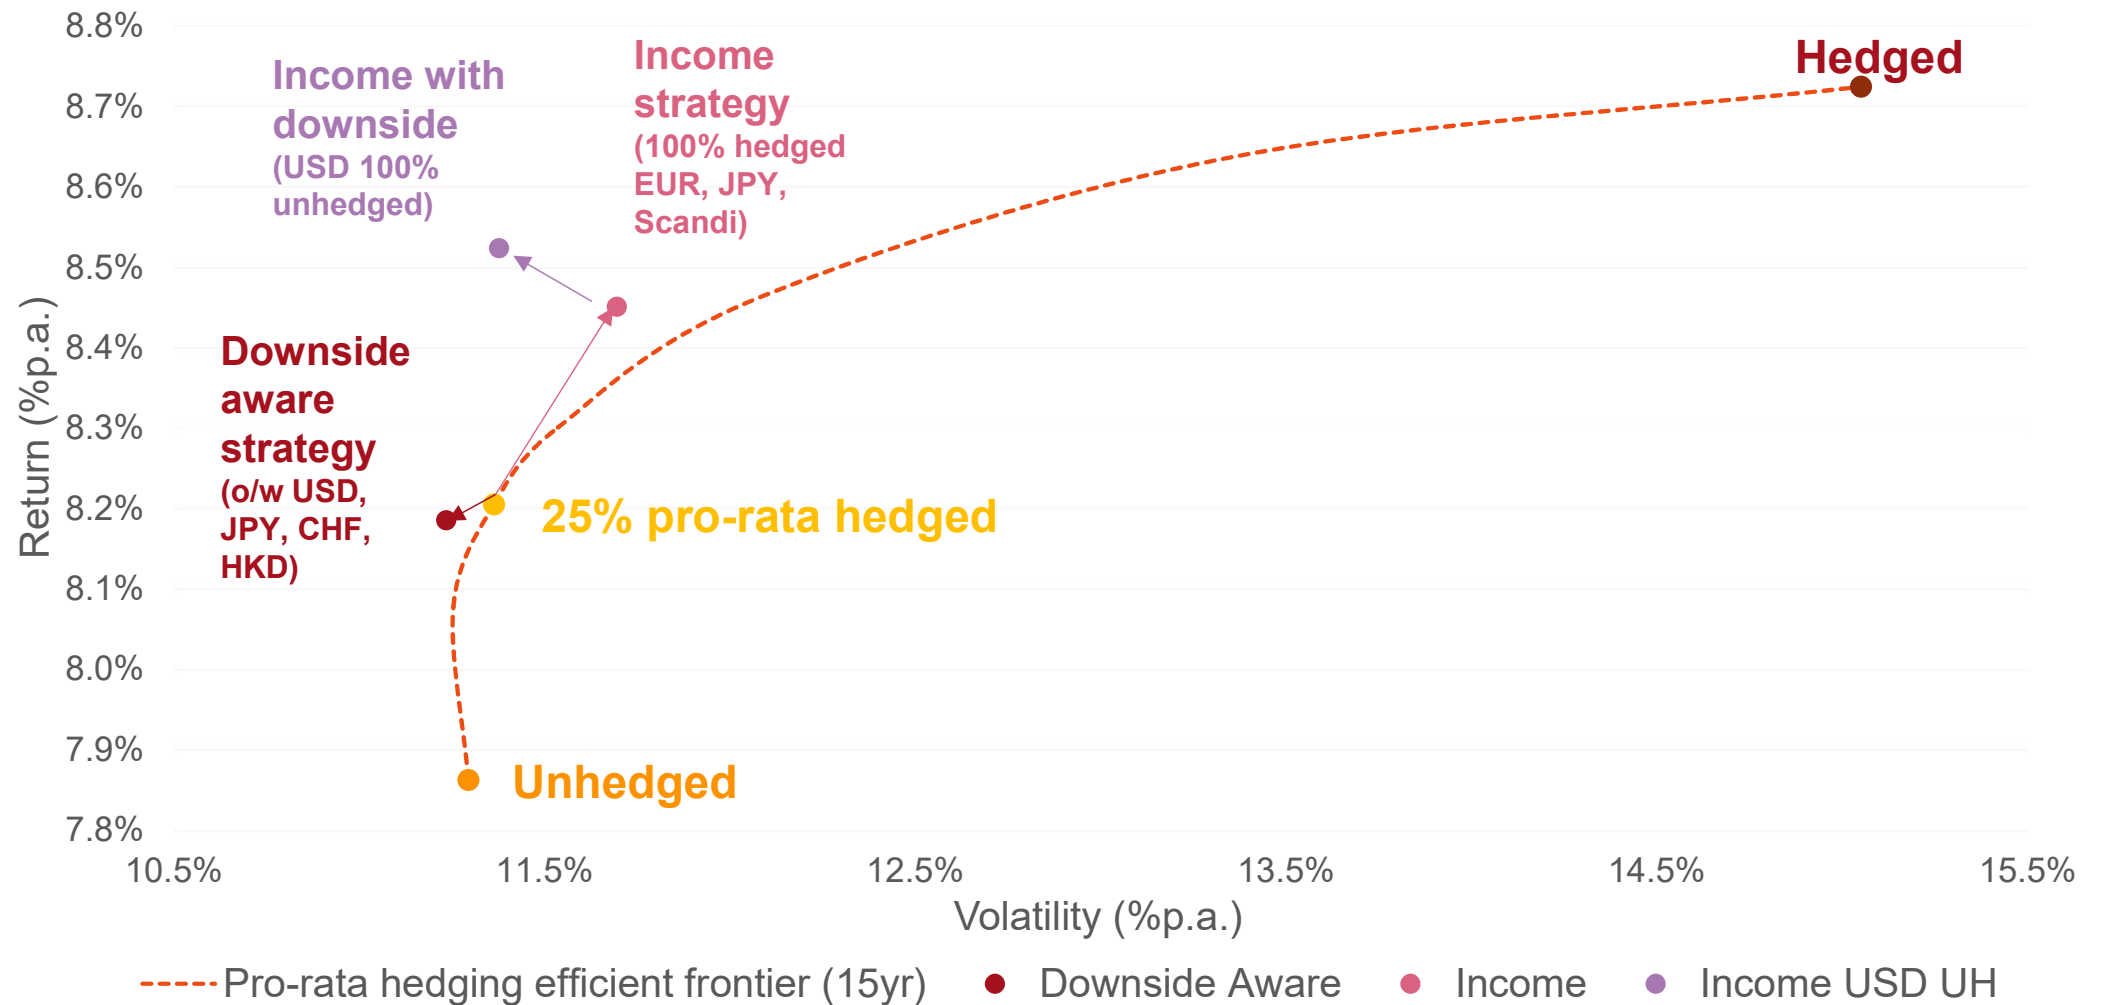 8.8%
8.7%
8.6%
8.5%
8.4%
8.3%
8.2%
8.1%
8.0%
7.9%
7.8%
Return (%p.a.)
Income with
downside
(USD 100%
unhedged)
Income
strategy
(100% hedged
EUR, JPY,
Scandi)
Hedged
Downside
aware
strategy
(o/w USD,
JPY, CHF,
HKD)
25% pro-rata hedged
Unhedged
10.5%
11.5%
12.5%
13.5%
14.5%
15.5%
Volatility (%p.a.)
Pro-rata hedging efficient frontier (15yr)
Downside Aware
Income
Income USD UH